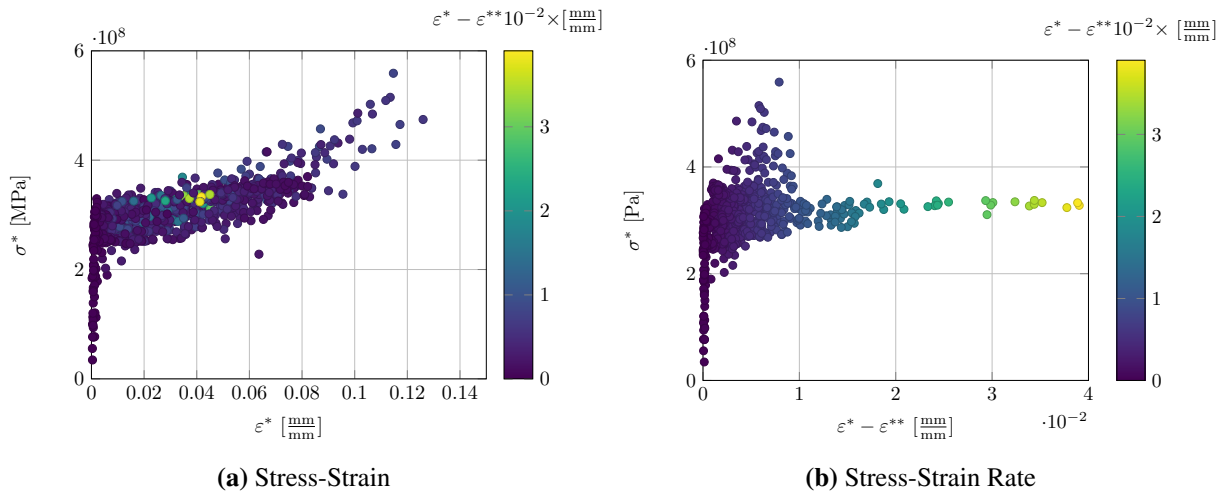 ε* − ε**10⁻²×[mm/mm]
·10⁸
6
4
2
0
σ* [MPa]
0 0.02 0.04 0.06 0.08 0.1 0.12 0.14
ε* [mm/mm]
3
2
1
0
(a) Stress-Strain
ε* − ε**10⁻²× [mm/mm]
·10⁸
6
4
2
0
σ* [Pa]
0 1 2 3 4
·10⁻²
ε* − ε** [mm/mm]
3
2
1
0
(b) Stress-Strain Rate